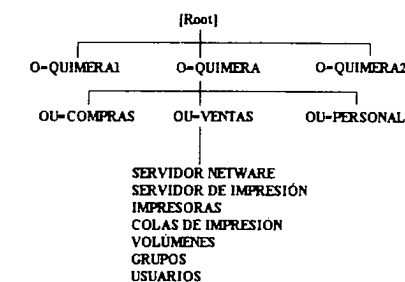 [Root]
O=QUIMERA1 O=QUIMERA O=QUIMERA2
OU=COMPRAS OU=VENTAS OU=PERSONAL
SERVIDOR NETWARE
SERVIDOR DE IMPRESIÓN
IMPRESORAS
COLAS DE IMPRESIÓN
VOLÚMENES
GRUPOS
USUARIOS